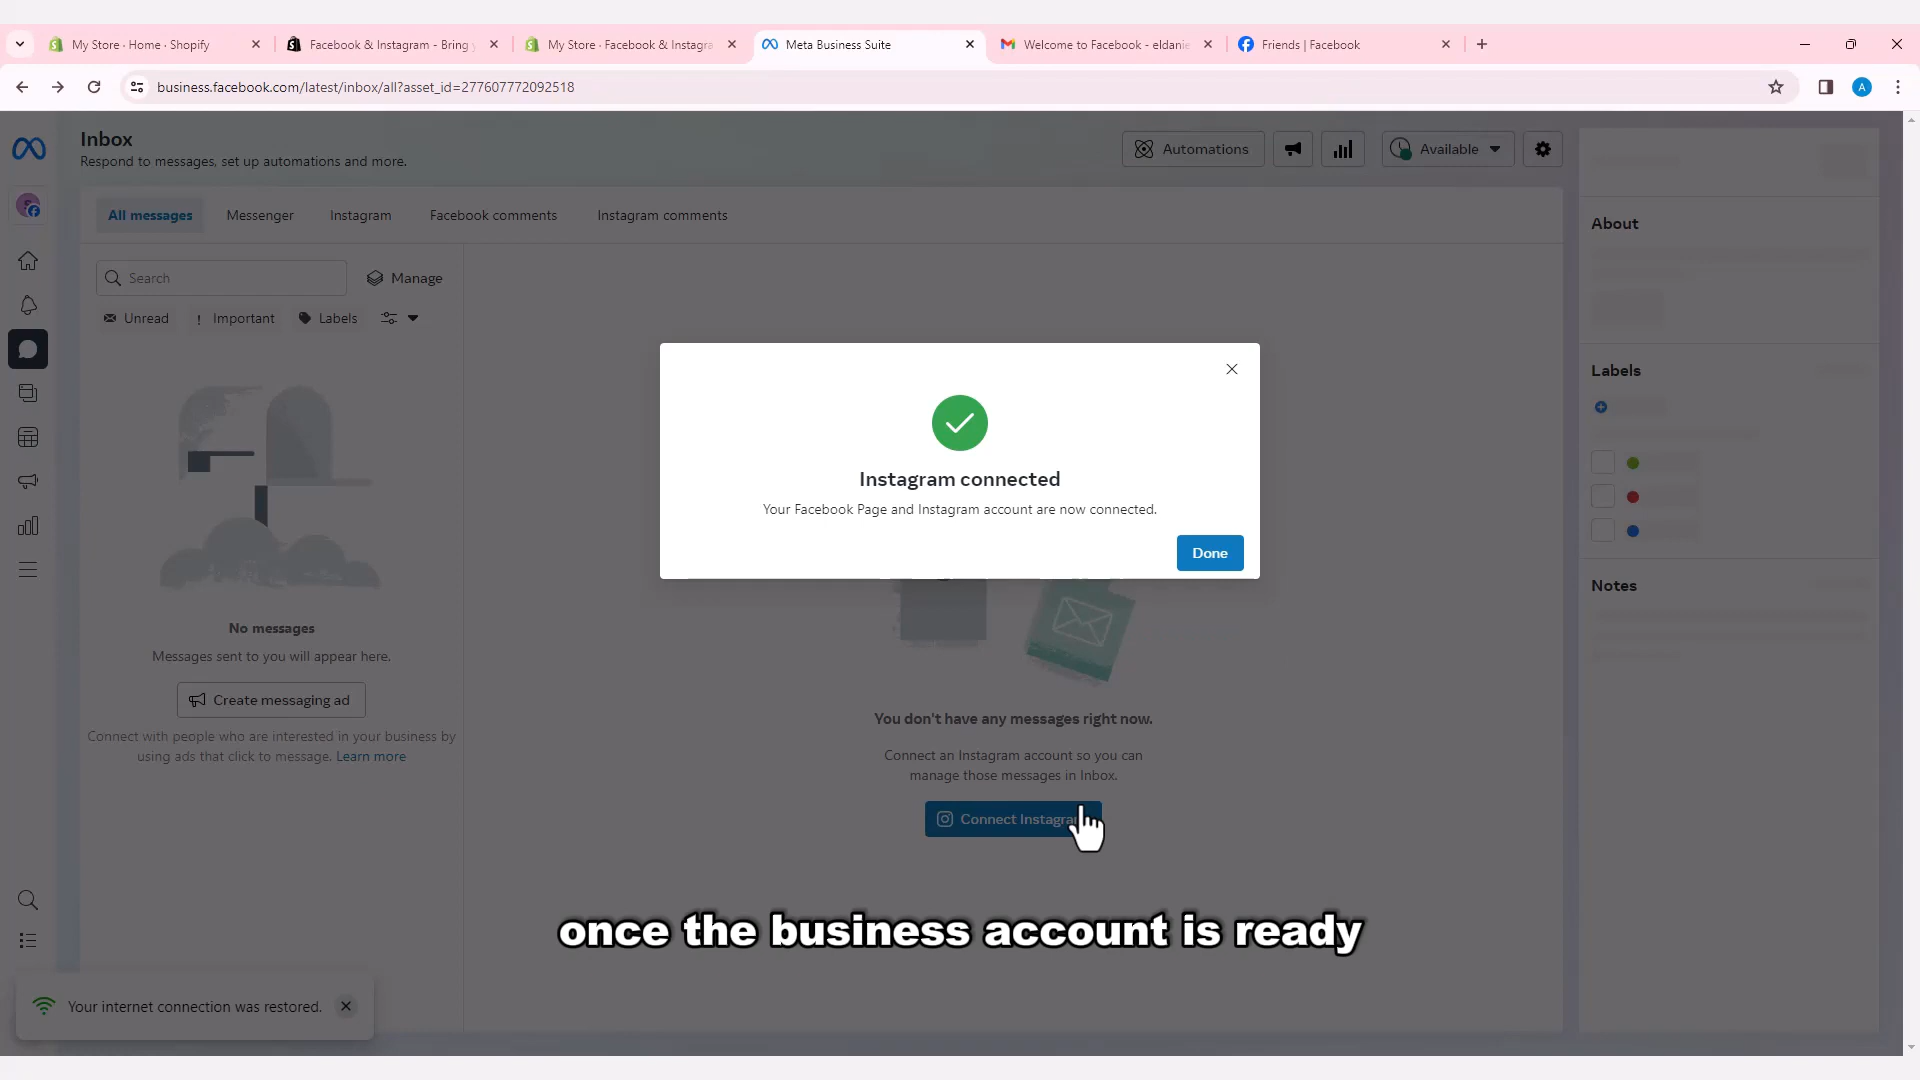 My Store · Home · Shopify
Facebook & Instagram - Bring y
My Store · Facebook & Instagra
Meta Business Suite
Welcome to Facebook - eldanie
Friends | Facebook
business.facebook.com/latest/inbox/all?asset_id=277607772092518
A
Inbox
Respond to messages, set up automations and more.
Automations
Available
All messages
Messenger
Instagram
Facebook comments
Instagram comments
Search
Manage
Unread
Important
Labels
No messages
Messages sent to you will appear here.
Create messaging ad
Connect with people who are interested in your business by
using ads that click to message. Learn more
Instagram connected
Your Facebook Page and Instagram account are now connected.
Done
You don't have any messages right now.
Connect an Instagram account so you can
manage those messages in Inbox.
Connect Instagram
About
Labels
Notes
once the business account is ready
Your internet connection was restored.